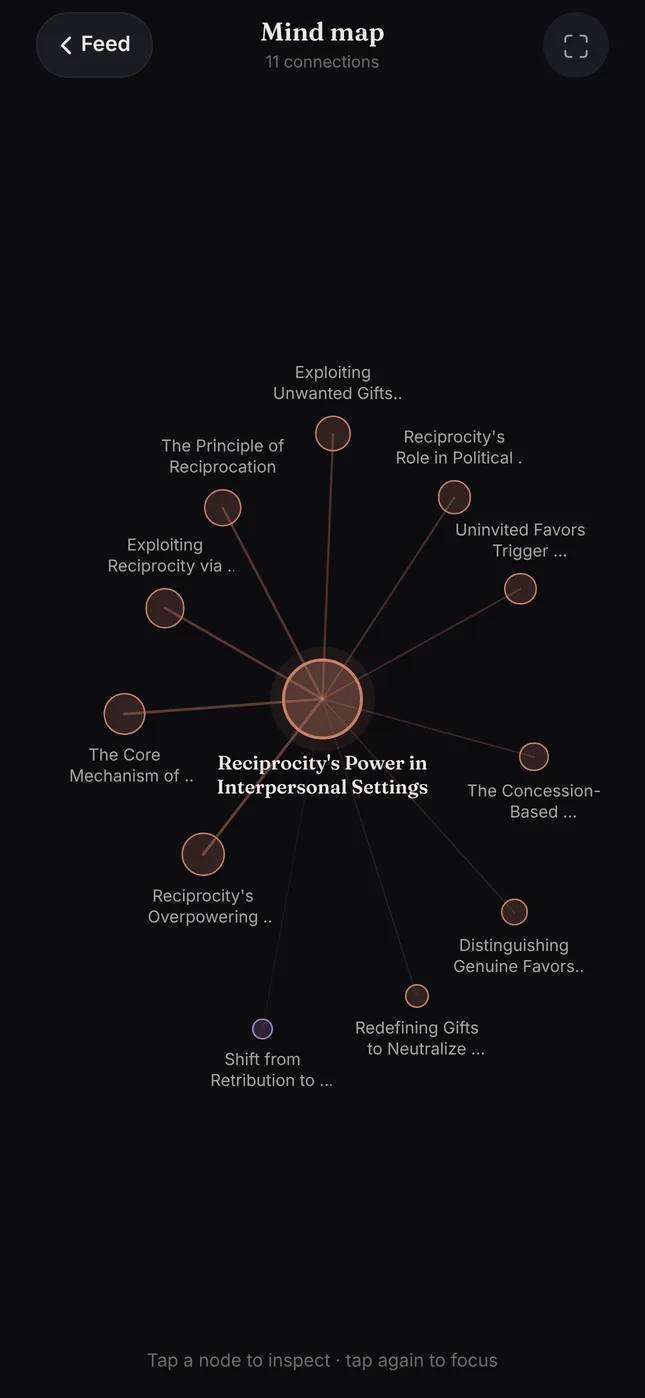 Feed
Mind map
11 connections
Exploiting
Unwanted Gifts..
The Principle of
Reciprocation
Reciprocity's
Role in Political .
Uninvited Favors
Trigger ...
Exploiting
Reciprocity via ..
The Core
Mechanism of ..
Reciprocity's Power in
Interpersonal Settings
The Concession-
Based ...
Reciprocity's
Overpowering ..
Distinguishing
Genuine Favors..
Redefining Gifts
to Neutralize ...
Shift from
Retribution to ...
Tap a node to inspect · tap again to focus